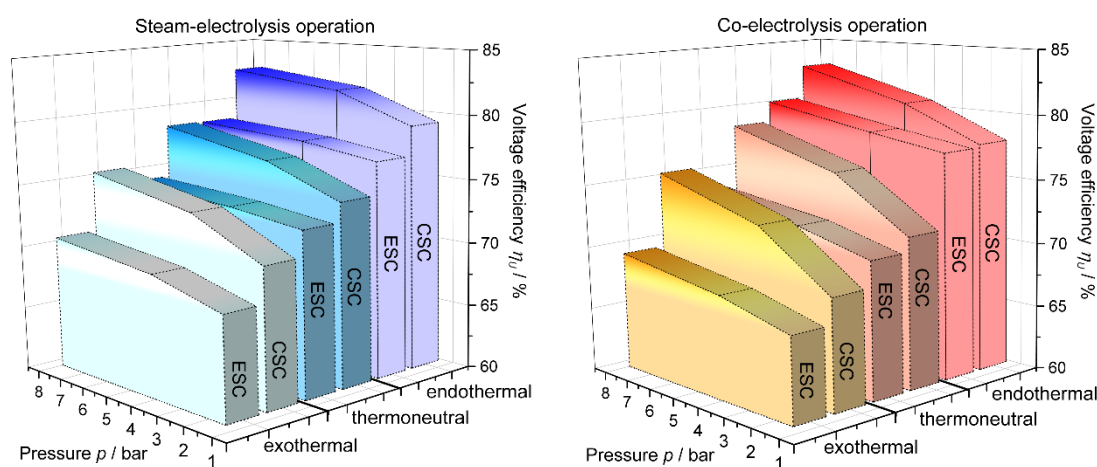 Steam-electrolysis operation
85
80
75
70
65
60
Voltage efficiency ηU / %
CSC
ESC
CSC
ESC
CSC
ESC
endothermal
thermoneutral
exothermal
8
7
6
5
4
3
2
1
Pressure p / bar
Co-electrolysis operation
85
80
75
70
65
60
Voltage efficiency ηU / %
CSC
ESC
CSC
ESC
CSC
ESC
endothermal
thermoneutral
exothermal
8
7
6
5
4
3
2
1
Pressure p / bar